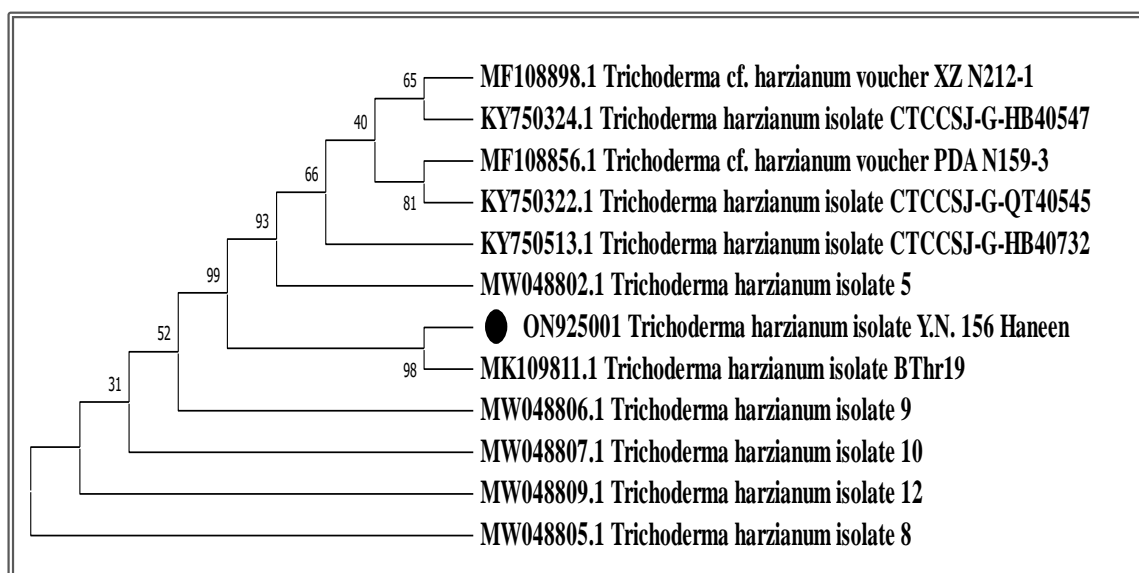 65
MF108898.1 Trichoderma cf. harzianum voucher XZ N212-1
40
KY750324.1 Trichoderma harzianum isolate CTCCSJ-G-HB40547
MF108856.1 Trichoderma cf. harzianum voucher PDA N159-3
66
81
KY750322.1 Trichoderma harzianum isolate CTCCSJ-G-QT40545
93
KY750513.1 Trichoderma harzianum isolate CTCCSJ-G-HB40732
99
MW048802.1 Trichoderma harzianum isolate 5
52
ON925001 Trichoderma harzianum isolate Y.N. 156 Haneen
98
MK109811.1 Trichoderma harzianum isolate BThr19
31
MW048806.1 Trichoderma harzianum isolate 9
MW048807.1 Trichoderma harzianum isolate 10
MW048809.1 Trichoderma harzianum isolate 12
MW048805.1 Trichoderma harzianum isolate 8